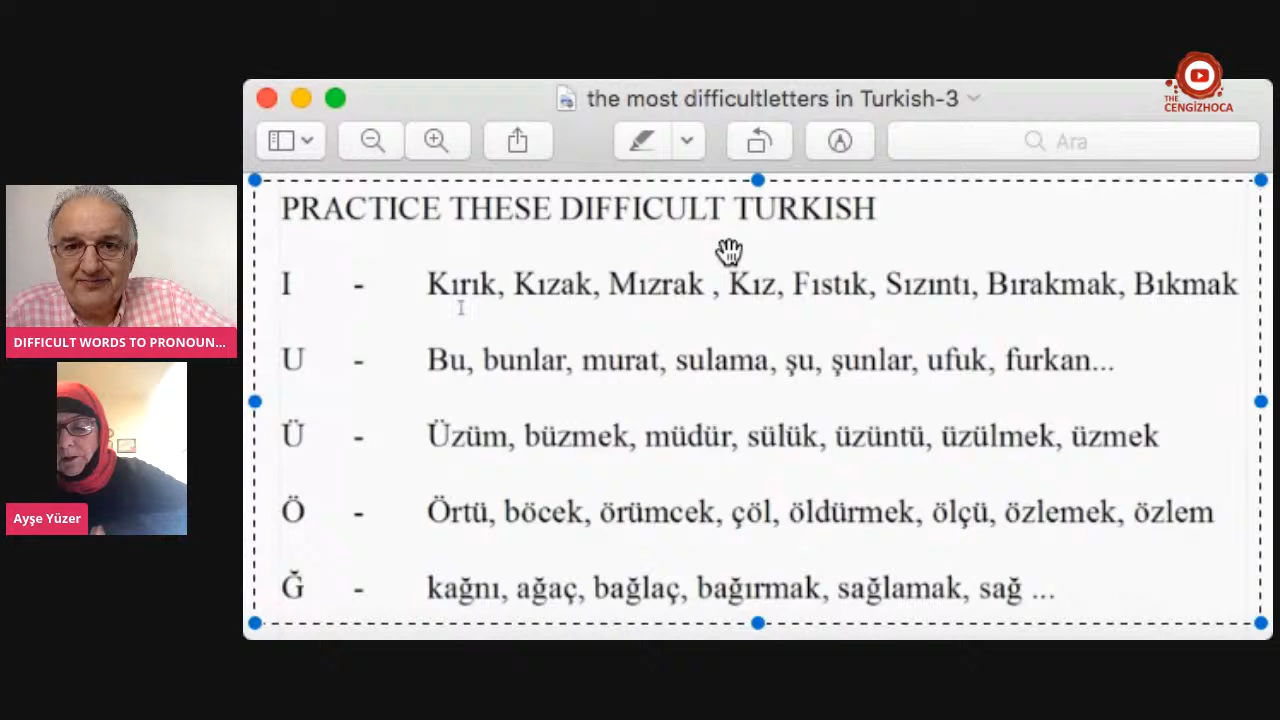 THE
CENGİZHOCA
the most difficultletters in Turkish-3
Ara
PRACTICE THESE DIFFICULT TURKISH
I - Kırık, Kızak, Mızrak , Kız, Fıstık, Sızıntı, Bırakmak, Bıkmak
U - Bu, bunlar, murat, sulama, şu, şunlar, ufuk, furkan...
Ü - Üzüm, büzmek, müdür, sülük, üzüntü, üzülmek, üzmek
Ö - Örtü, böcek, örümcek, çöl, öldürmek, ölçü, özlemek, özlem
Ğ - kağnı, ağaç, bağlaç, bağırmak, sağlamak, sağ ...
DIFFICULT WORDS TO PRONOUN...
Ayşe Yüzer